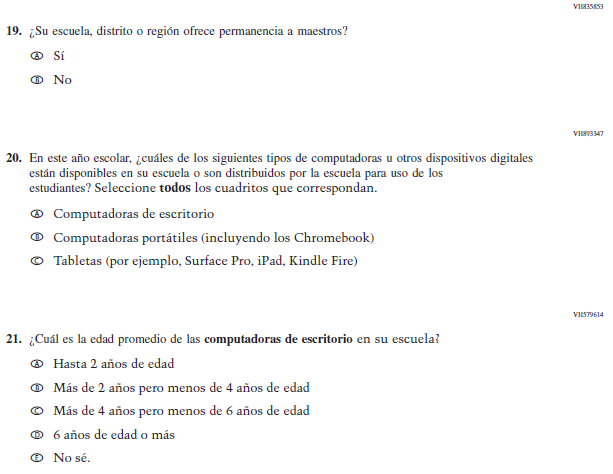 VH835853
19. ¿Su escuela, distrito o región ofrece permanencia a maestros?
Ⓐ Sí
Ⓑ No
VH893347
20. En este año escolar, ¿cuáles de los siguientes tipos de computadoras u otros dispositivos digitales
están disponibles en su escuela o son distribuidos por la escuela para uso de los
estudiantes? Seleccione todos los cuadritos que correspondan.
Ⓐ Computadoras de escritorio
Ⓑ Computadoras portátiles (incluyendo los Chromebook)
Ⓒ Tabletas (por ejemplo, Surface Pro, iPad, Kindle Fire)
VH579614
21. ¿Cuál es la edad promedio de las computadoras de escritorio en su escuela?
Ⓐ Hasta 2 años de edad
Ⓑ Más de 2 años pero menos de 4 años de edad
Ⓒ Más de 4 años pero menos de 6 años de edad
Ⓓ 6 años de edad o más
Ⓔ No sé.